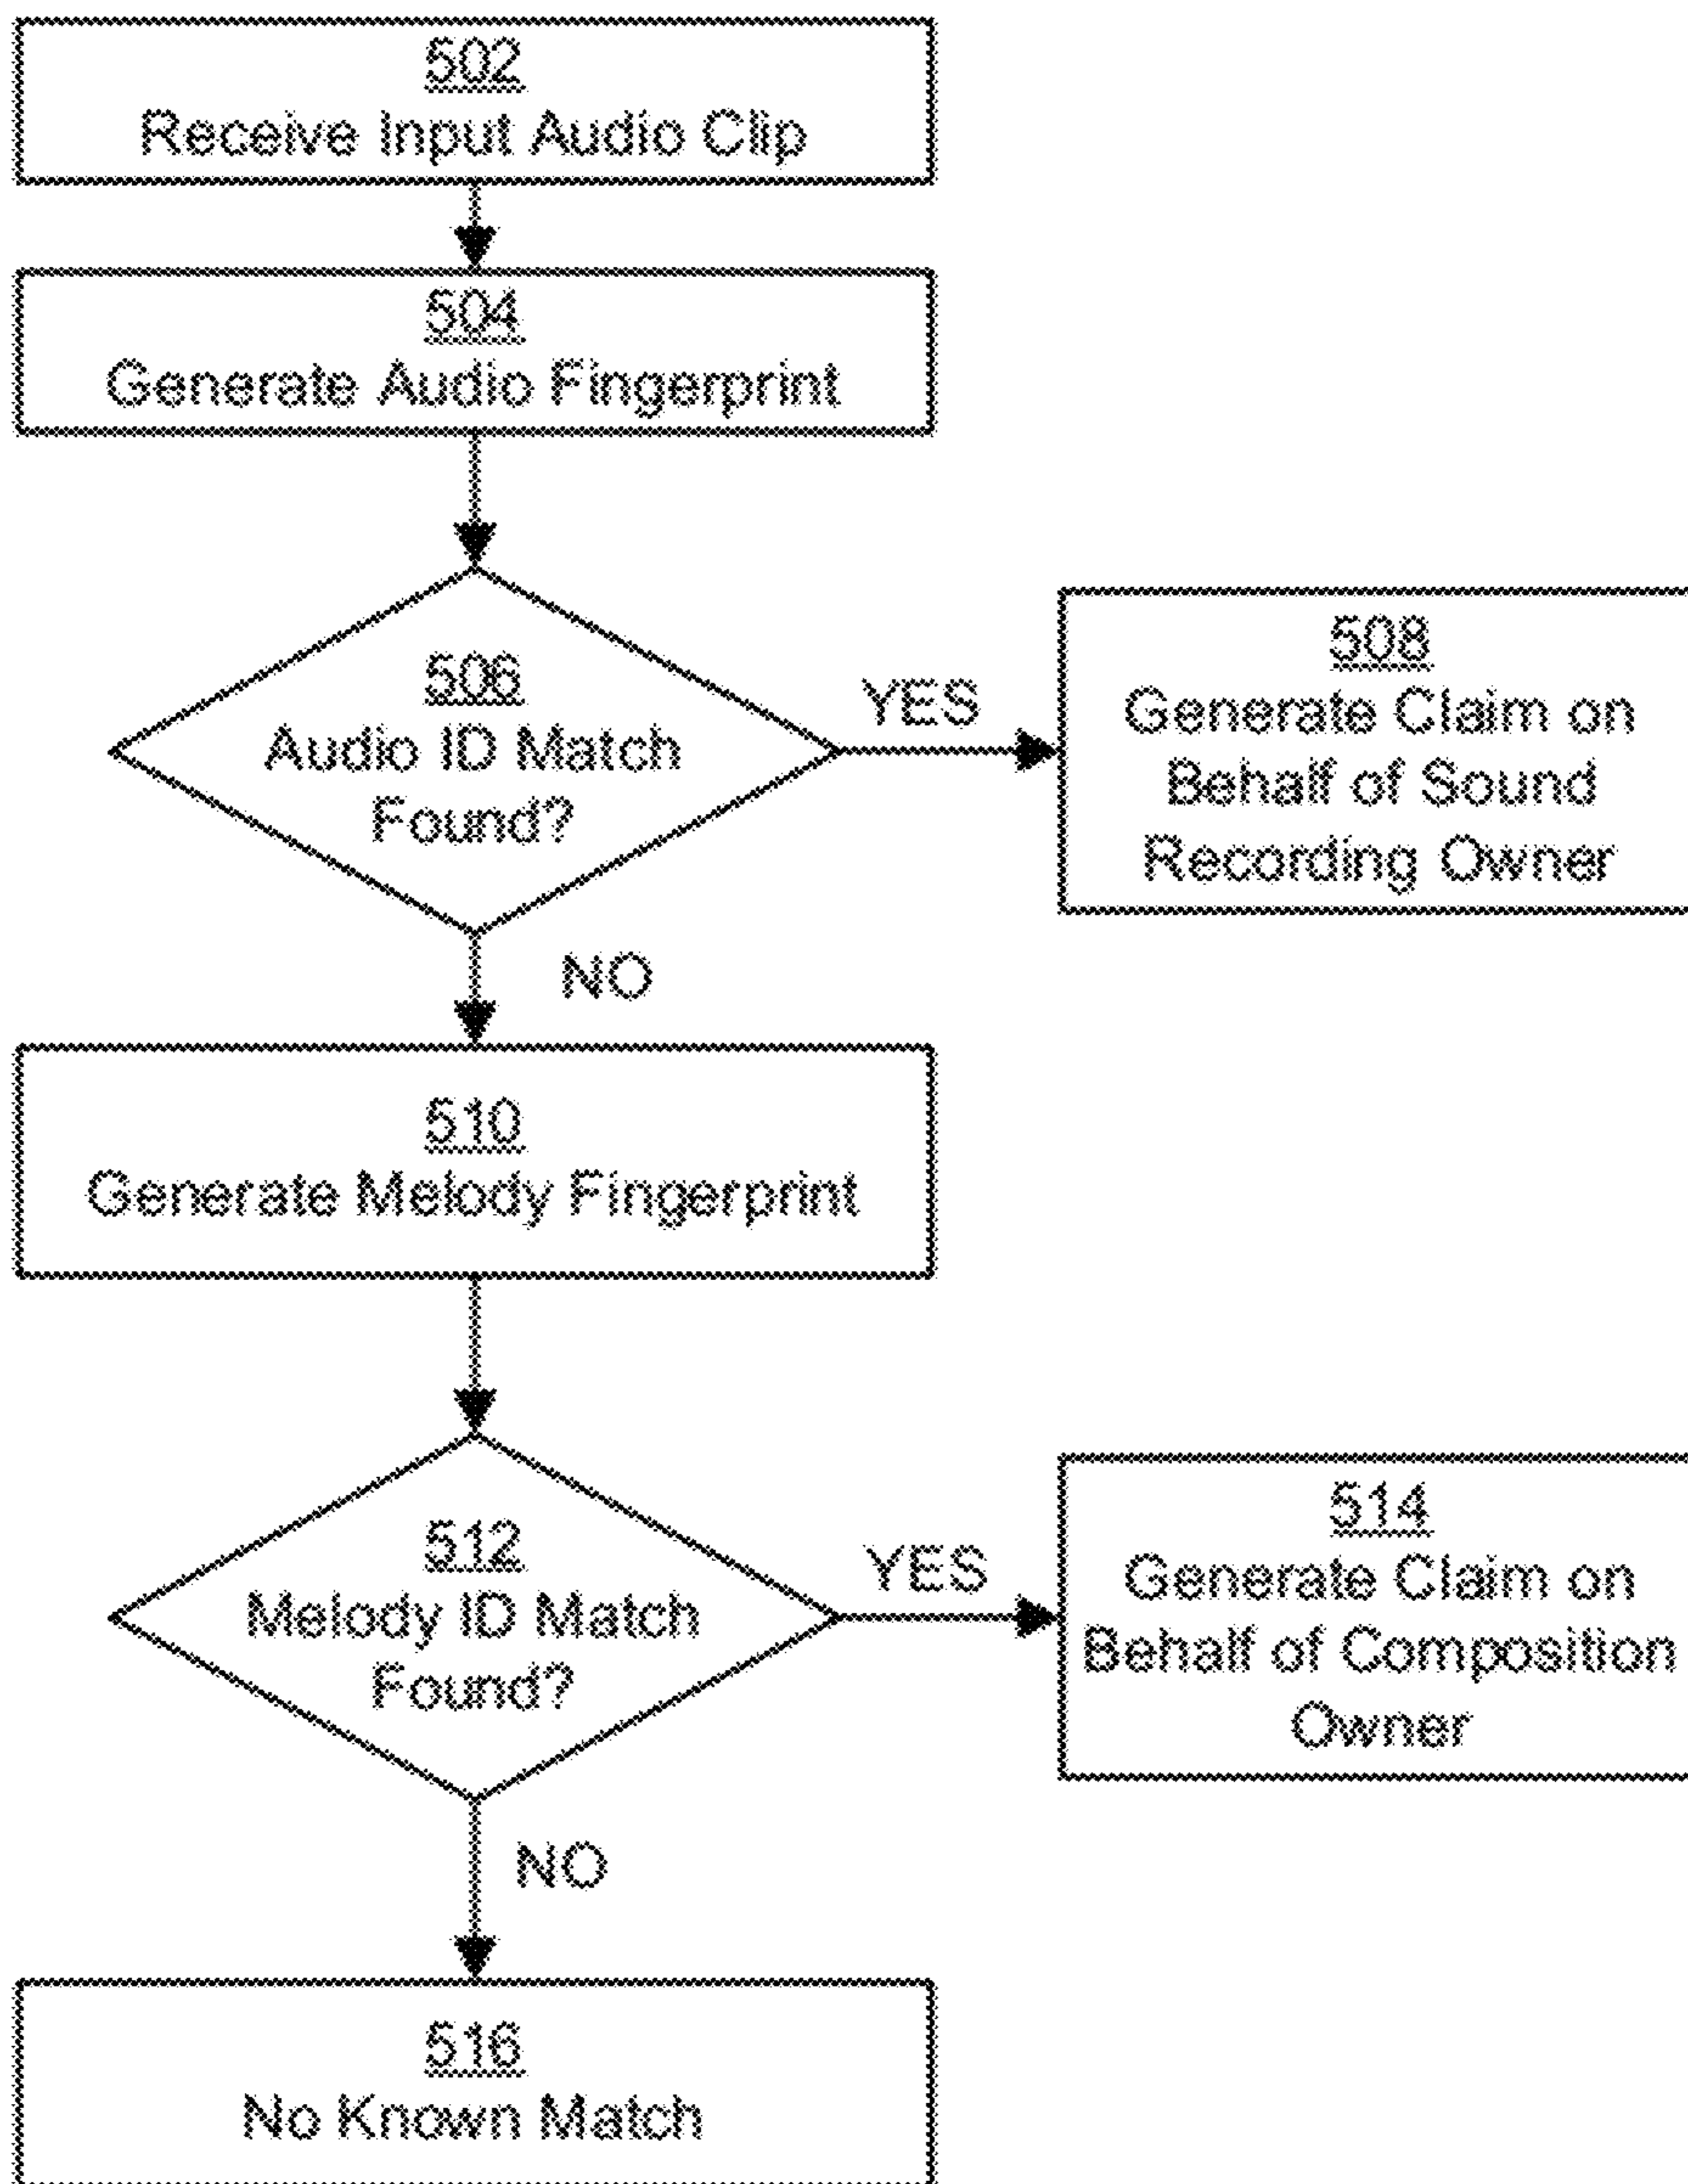 502
Receive Input Audio Clip
504
Generate Audio Fingerprint
506
Audio ID Match
Found?
YES
508
Generate Claim on
Behalf of Sound
Recording Owner
NO
510
Generate Melody Fingerprint
512
Melody ID Match
Found?
YES
514
Generate Claim on
Behalf of Composition
Owner
NO
516
No Known Match